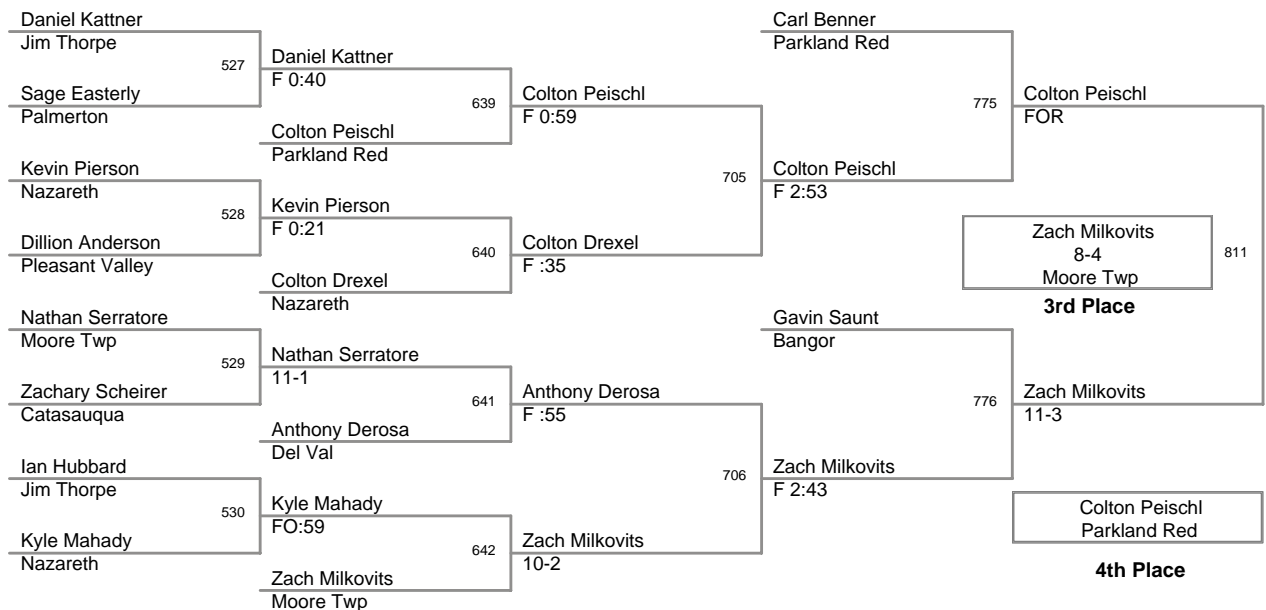 Daniel Kattner
Jim Thorpe
527
Sage Easterly
Palmerton
Kevin Pierson
Nazareth
528
Dillion Anderson
Pleasant Valley
Nathan Serratore
Moore Twp
529
Zachary Scheirer
Catasauqua
Ian Hubbard
Jim Thorpe
530
Kyle Mahady
Nazareth
Daniel Kattner
F 0:40
639
Colton Peischl
Parkland Red
Kevin Pierson
F 0:21
640
Colton Drexel
Nazareth
Nathan Serratore
11-1
641
Anthony Derosa
Del Val
Kyle Mahady
FO:59
642
Zach Milkovits
Moore Twp
Colton Peischl
F 0:59
705
Colton Drexel
F :35
Anthony Derosa
F :55
706
Zach Milkovits
10-2
Carl Benner
Parkland Red
775
Colton Peischl
F 2:53
Gavin Saunt
Bangor
776
Zach Milkovits
F 2:43
Colton Peischl
FOR
811
Zach Milkovits
11-3
Zach Milkovits
8-4
Moore Twp
3rd Place
Colton Peischl
Parkland Red
4th Place